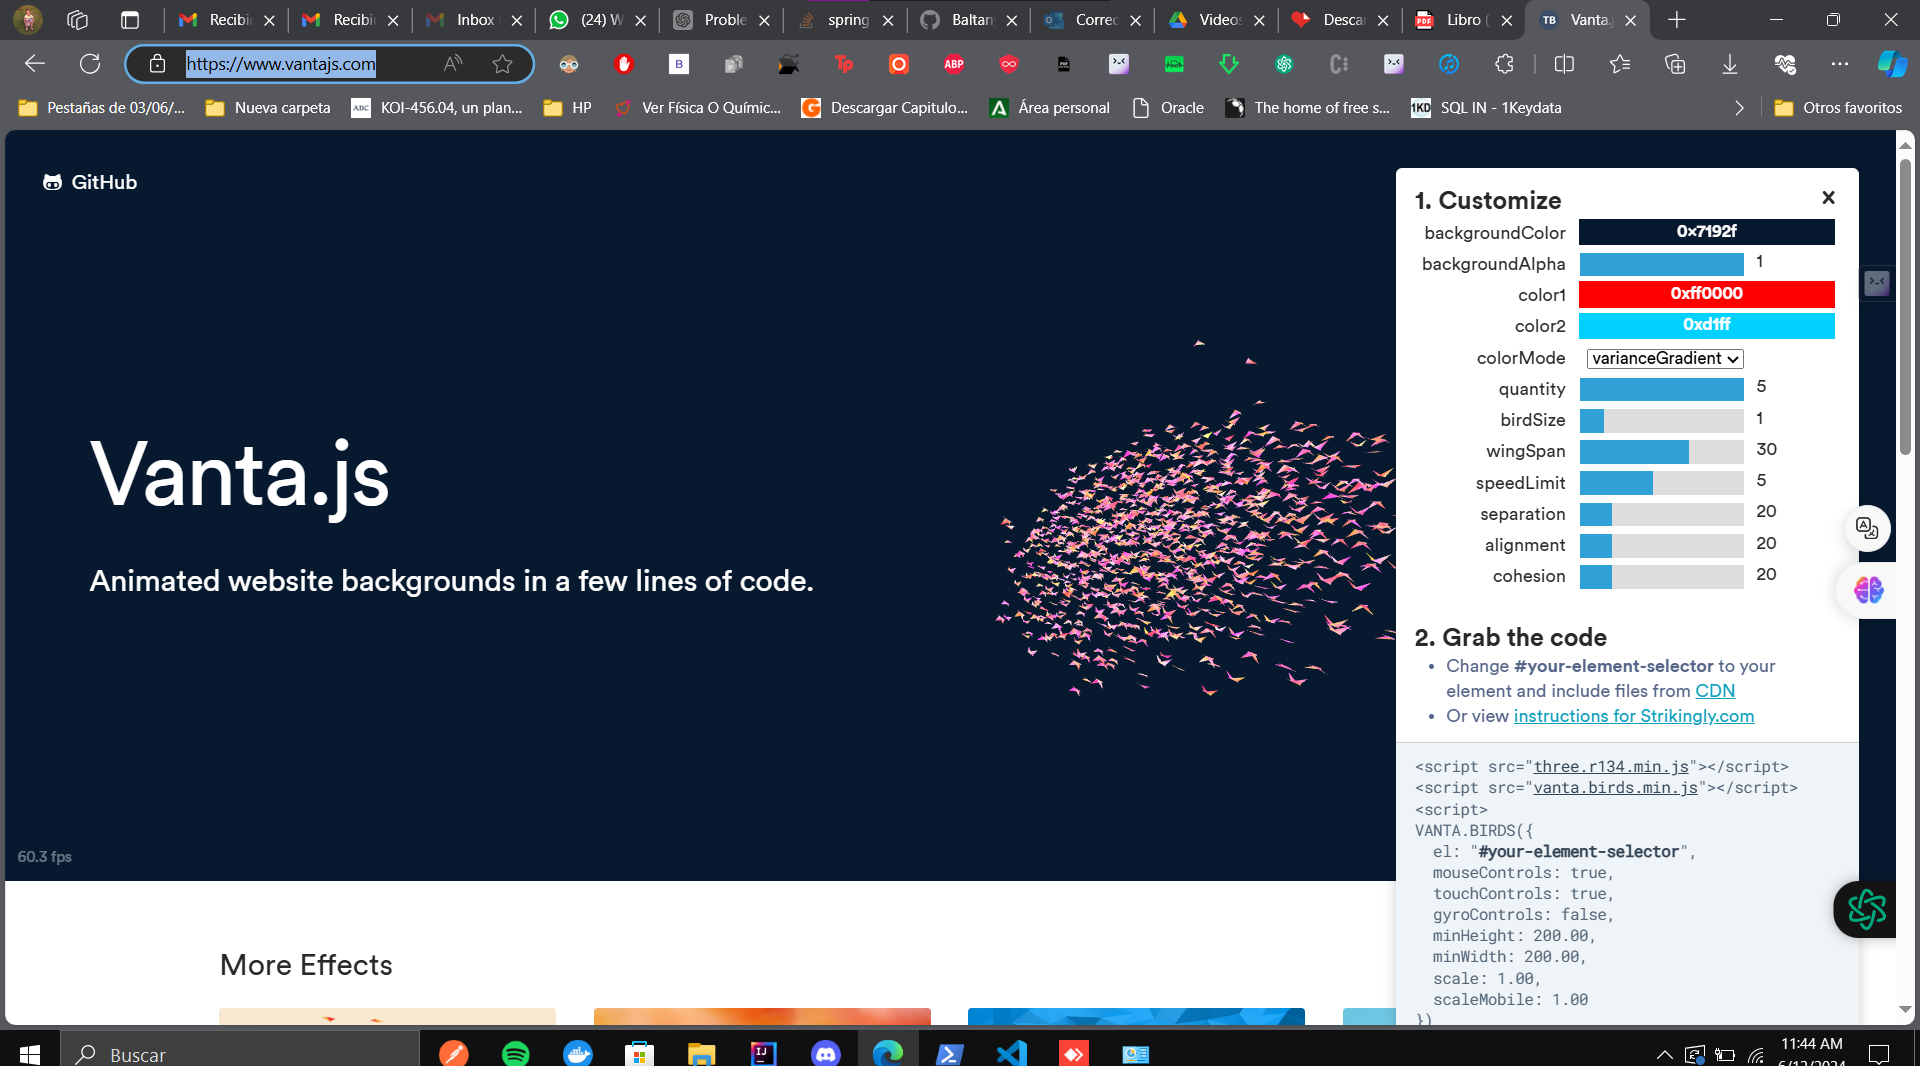 Recibi
Recibi
Inbox
(24) W
Proble
spring
Baltan
Correc
Videos
Descar
Libro (
Vanta.j
https://www.vantajs.com
Pestañas de 03/06/...
Nueva carpeta
KOI-456.04, un plan...
HP
Ver Física O Químic...
Descargar Capitulo...
Área personal
Oracle
The home of free s...
SQL IN - 1Keydata
Otros favoritos
GitHub
Vanta.js
Animated website backgrounds in a few lines of code.
60.3 fps
More Effects
1. Customize
backgroundColor 0x7192f
backgroundAlpha 1
color1 0xff0000
color2 0xd1ff
colorMode varianceGradient
quantity 5
birdSize 1
wingSpan 30
speedLimit 5
separation 20
alignment 20
cohesion 20
2. Grab the code
• Change #your-element-selector to your
element and include files from CDN
• Or view instructions for Strikingly.com
<script src="three.r134.min.js"></script>
<script src="vanta.birds.min.js"></script>
<script>
VANTA.BIRDS({
el: "#your-element-selector",
mouseControls: true,
touchControls: true,
gyroControls: false,
minHeight: 200.00,
minWidth: 200.00,
scale: 1.00,
scaleMobile: 1.00
})
Buscar
11:44 AM